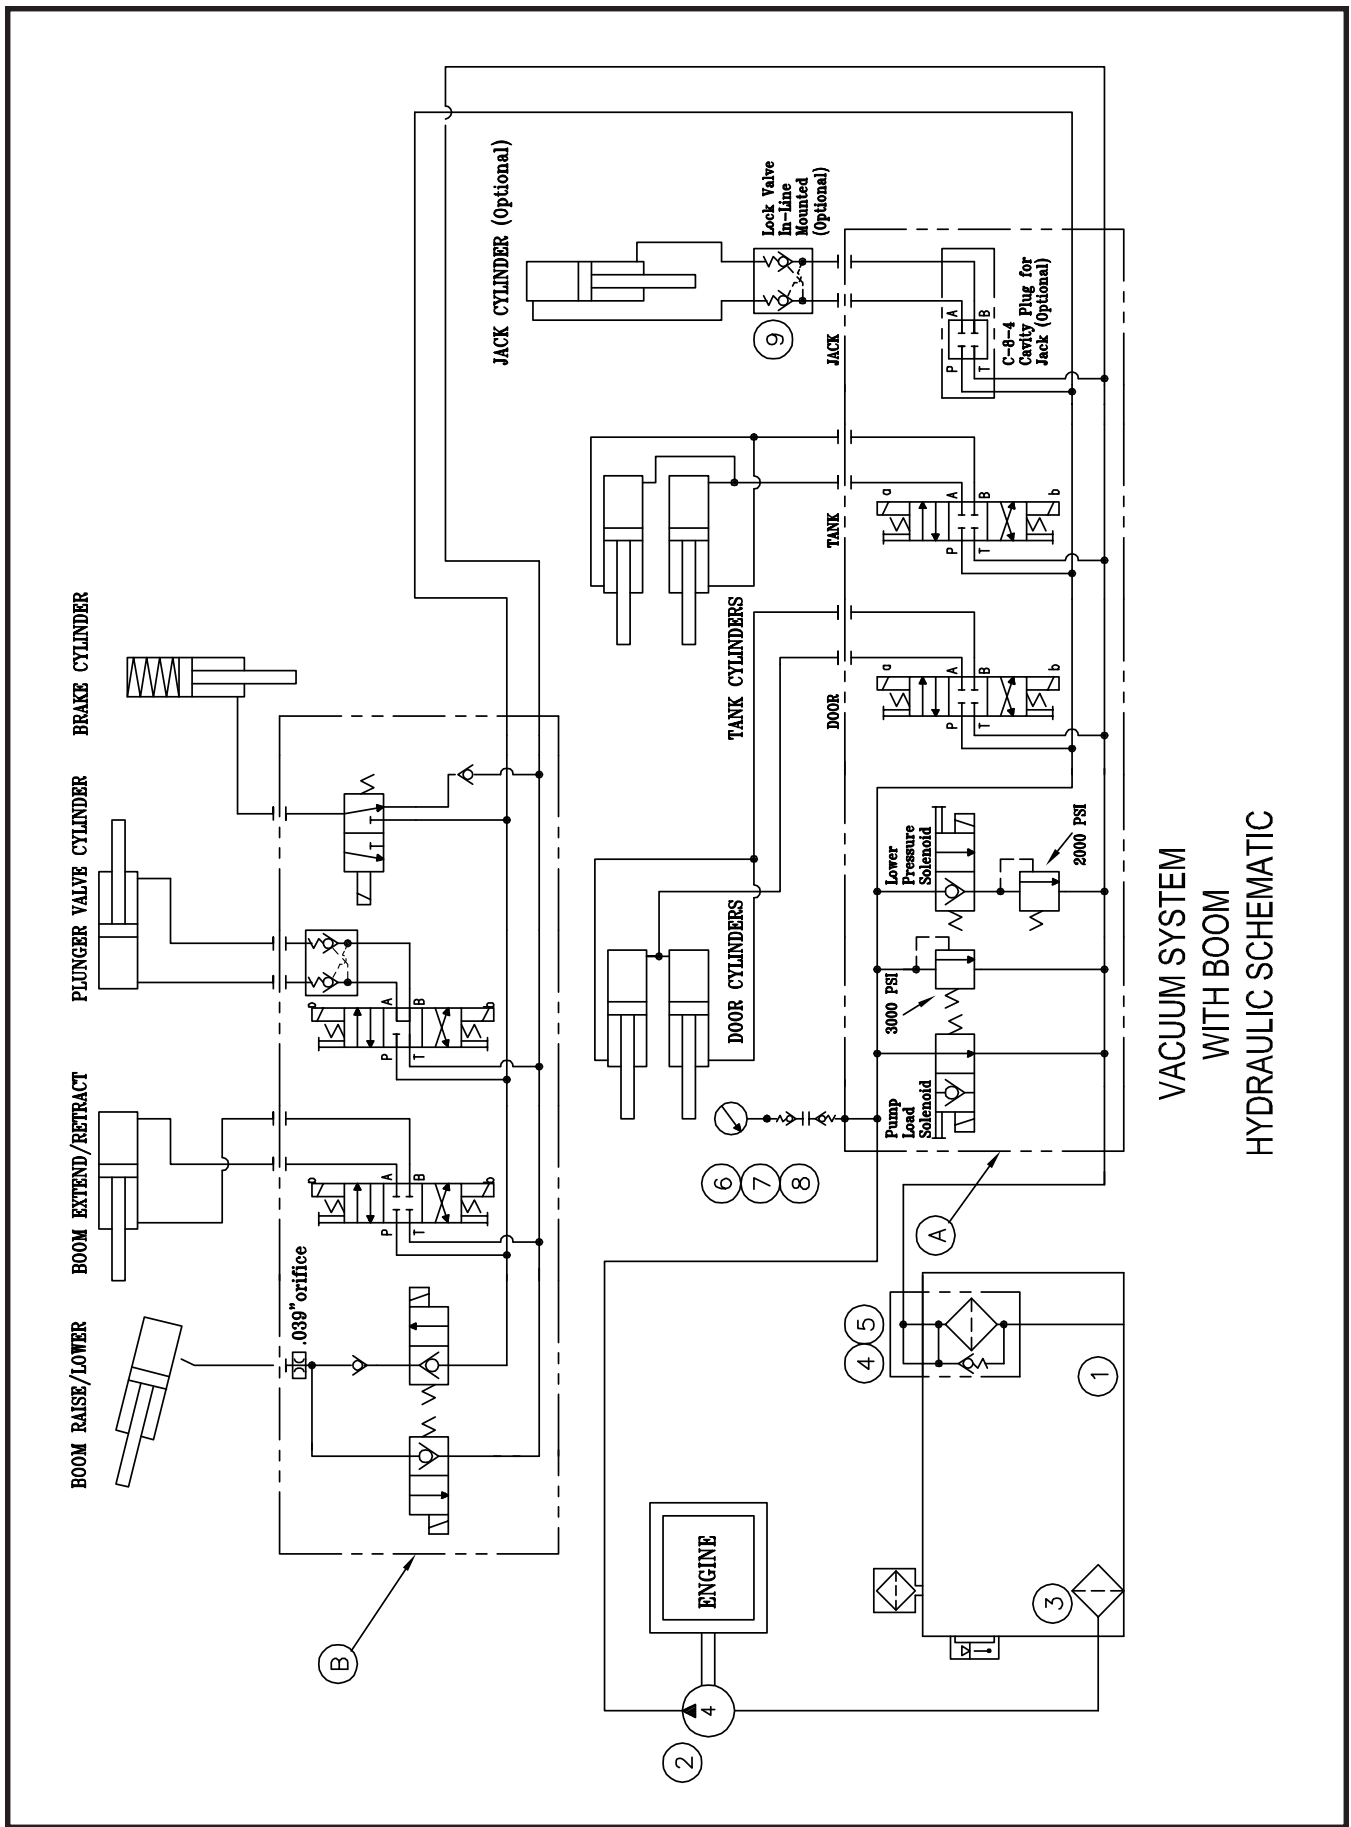 BOOM RAISE/LOWER
BOOM EXTEND/RETRACT
PLUNGER VALVE CYLINDER
BRAKE CYLINDER
.039"orifice
P
T
A
B
a
b
P
T
A
B
a
b
T
T
B
JACK CYLINDER (Optional)
Lock Valve
In-Line
Mounted
(Optional)
9
JACK
C-8-4
Cavity Plug for
Jack (Optional)
P
T
A
B
TANK CYLINDERS
TANK
P
T
A
B
a
b
DOOR CYLINDERS
DOOR
P
T
A
B
a
b
Lower
Pressure
Solenoid
2000 PSI
3000 PSI
Pump
Load
Solenoid
6
7
8
A
ENGINE
4
2
4
5
1
3
VACUUM SYSTEM
WITH BOOM
HYDRAULIC SCHEMATIC